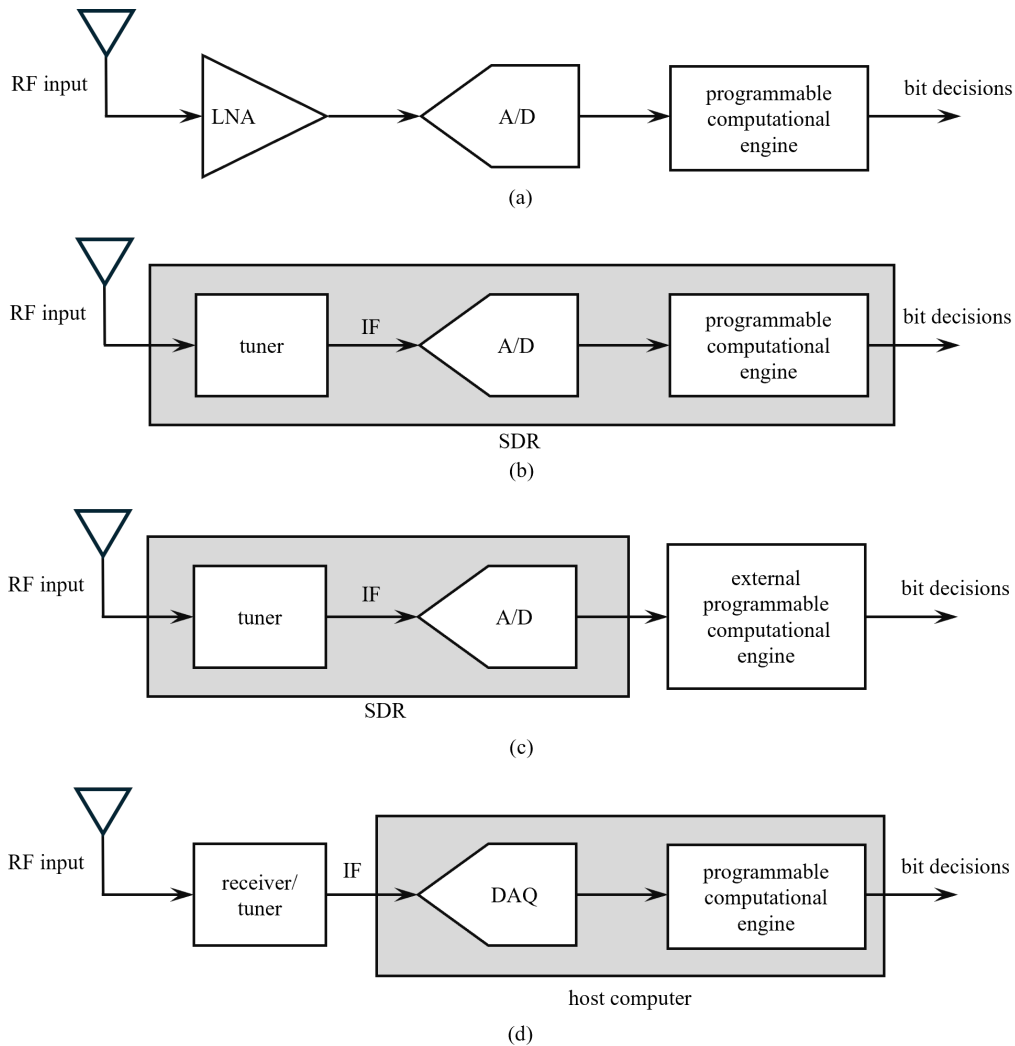 RF input
LNA
A/D
programmable
computational
engine
bit decisions
(a)
RF input
tuner
IF
A/D
programmable
computational
engine
bit decisions
SDR
(b)
RF input
tuner
IF
A/D
external
programmable
computational
engine
bit decisions
SDR
(c)
RF input
receiver/
tuner
IF
DAQ
programmable
computational
engine
bit decisions
host computer
(d)